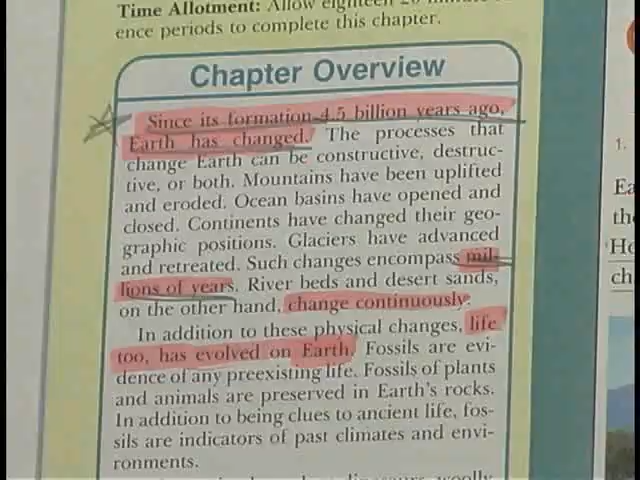 Time Allotment: Allow eighteen 20
ence periods to complete this chapter.
Chapter Overview
Since its formation 4.5 billion years ago,
Earth has changed. The processes that
change Earth can be constructive, destruc-
tive, or both. Mountains have been uplifted
and eroded. Ocean basins have opened and
closed. Continents have changed their geo-
graphic positions. Glaciers have advanced
and retreated. Such changes encompass mil-
lions of years. River beds and desert sands,
on the other hand, change continuously.
In addition to these physical changes, life
too, has evolved on Earth. Fossils are evi-
dence of any preexisting life. Fossils of plants
and animals are preserved in Earth's rocks.
In addition to being clues to ancient life, fos-
sils are indicators of past climates and envi-
ronments.
1.
Ea
th
Ho
ch